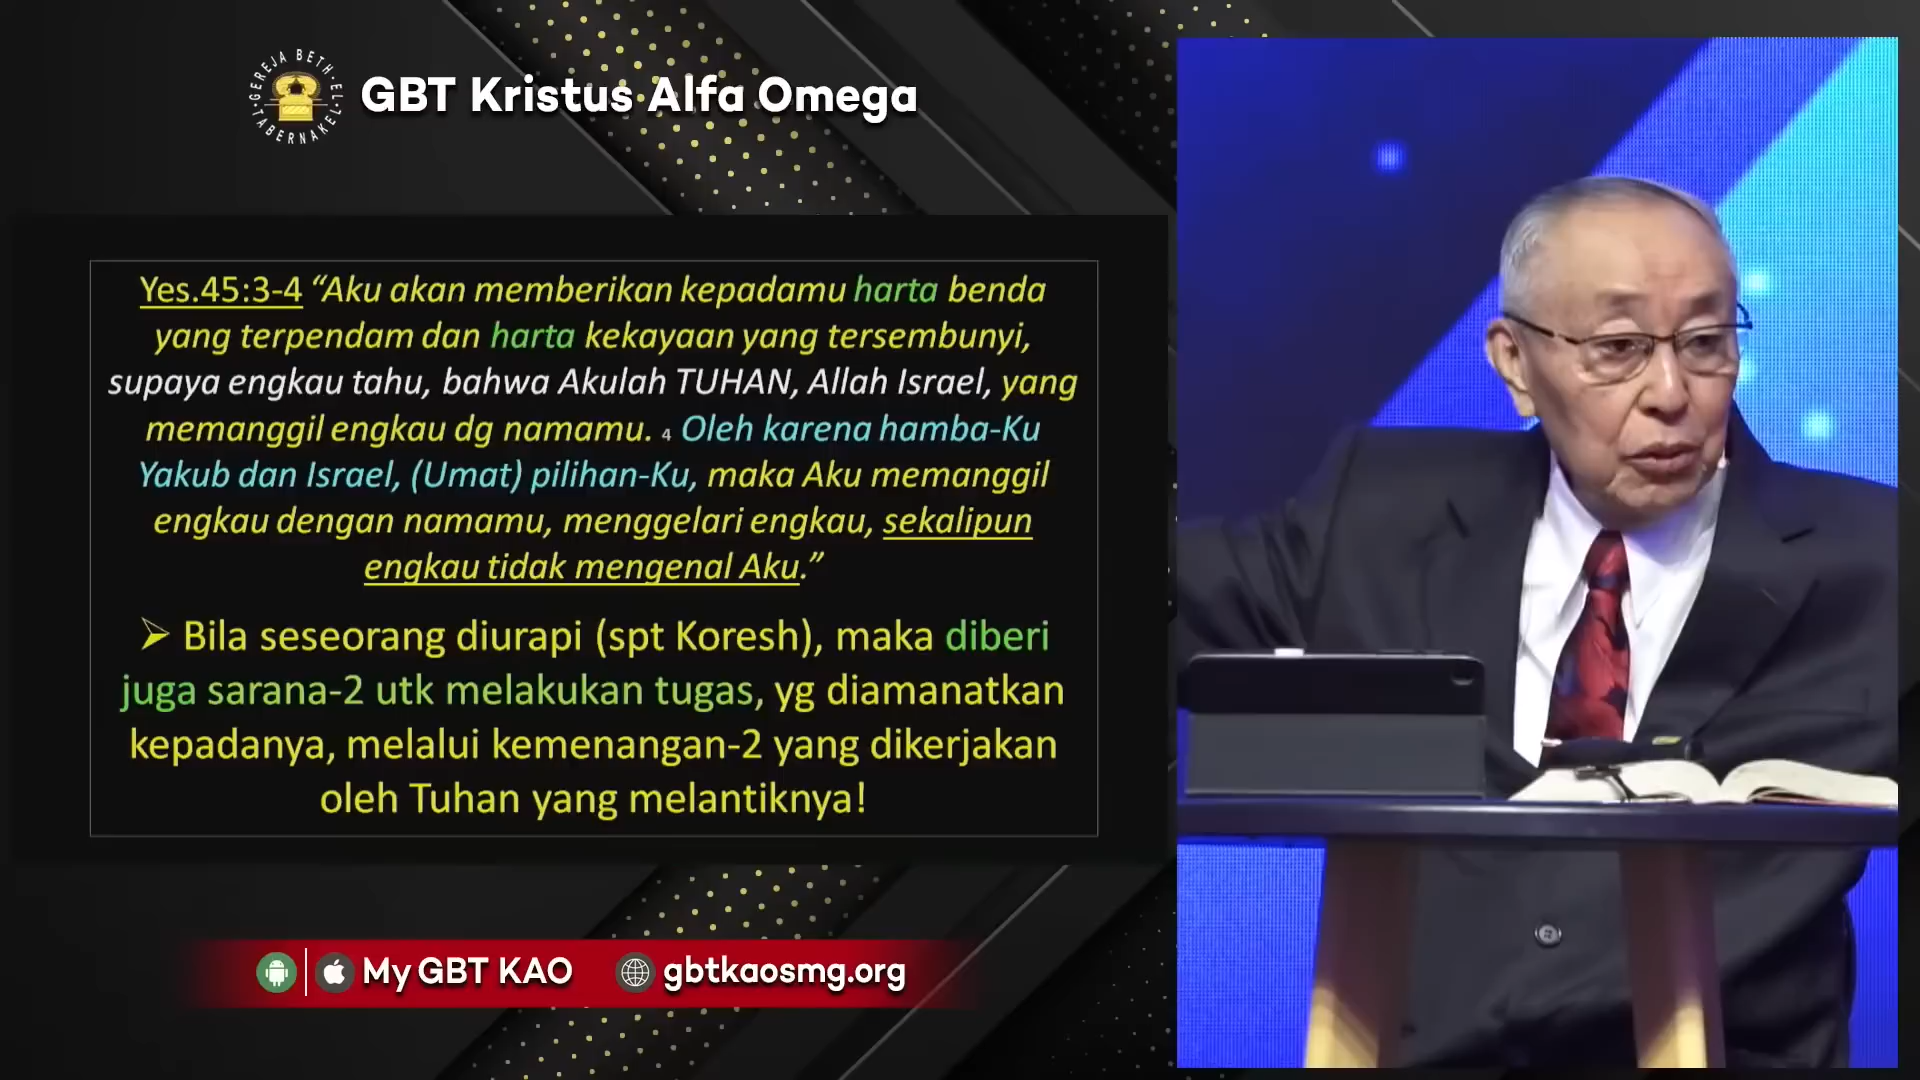 GEREJA BETH-EL TABERNAKEL
GBT Kristus Alfa Omega
Yes.45:3-4 “Aku akan memberikan kepadamu harta benda
yang terpendam dan harta kekayaan yang tersembunyi,
supaya engkau tahu, bahwa Akulah TUHAN, Allah Israel, yang
memanggil engkau dg namamu. 4 Oleh karena hamba-Ku
Yakub dan Israel, (Umat) pilihan-Ku, maka Aku memanggil
engkau dengan namamu, menggelari engkau, sekalipun
engkau tidak mengenal Aku.”
➢ Bila seseorang diurapi (spt Koresh), maka diberi
juga sarana-2 utk melakukan tugas, yg diamanatkan
kepadanya, melalui kemenangan-2 yang dikerjakan
oleh Tuhan yang melantiknya!
My GBT KAO
gbtkaosmg.org